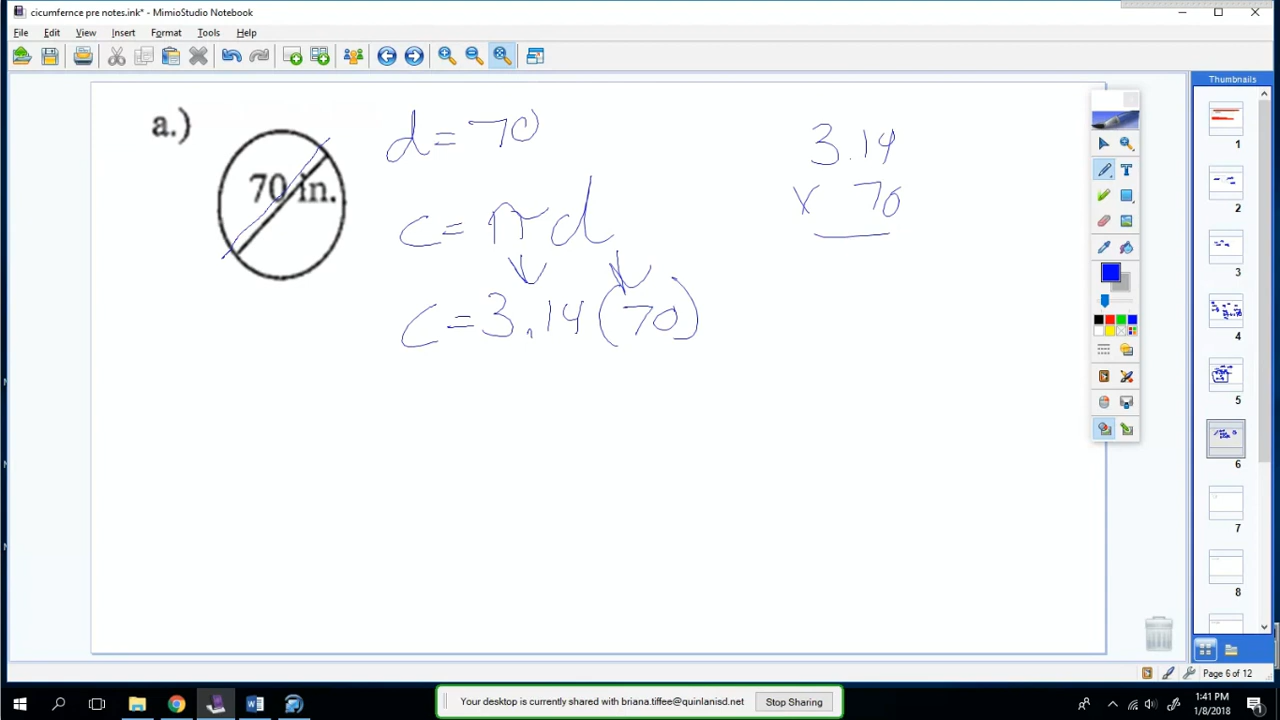 cicumfernce pre notes.ink* - MimioStudio Notebook
File Edit View Insert Format Tools Help
Thumbnails
a.)
70 in.
d = 70
c = π d
c = 3.14 (70)
3.14
x 70
1
2
3
4
5
6
7
8
Page 6 of 12
Your desktop is currently shared with briana.tiffee@quinlanisd.net
Stop Sharing
1:41 PM
1/8/2018